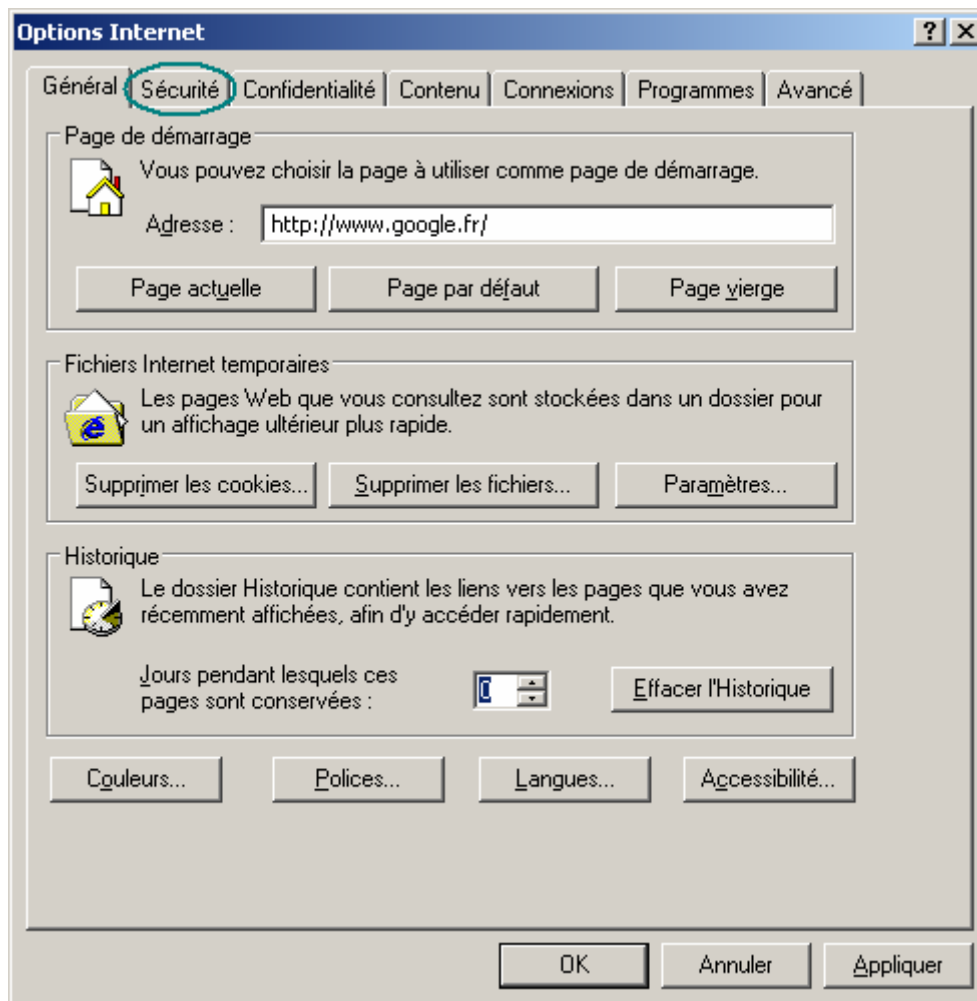 Options Internet
Général Sécurité Confidentialité Contenu Connexions Programmes Avancé
Page de démarrage
Vous pouvez choisir la page à utiliser comme page de démarrage.
Adresse : http://www.google.fr/
Page actuelle Page par défaut Page vierge
Fichiers Internet temporaires
Les pages Web que vous consultez sont stockées dans un dossier pour
un affichage ultérieur plus rapide.
Supprimer les cookies... Supprimer les fichiers... Paramètres...
Historique
Le dossier Historique contient les liens vers les pages que vous avez
récemment affichées, afin d'y accéder rapidement.
Jours pendant lesquels ces
pages sont conservées : 0 Effacer l'Historique
Couleurs... Polices... Langues... Accessibilité...
OK Annuler Appliquer